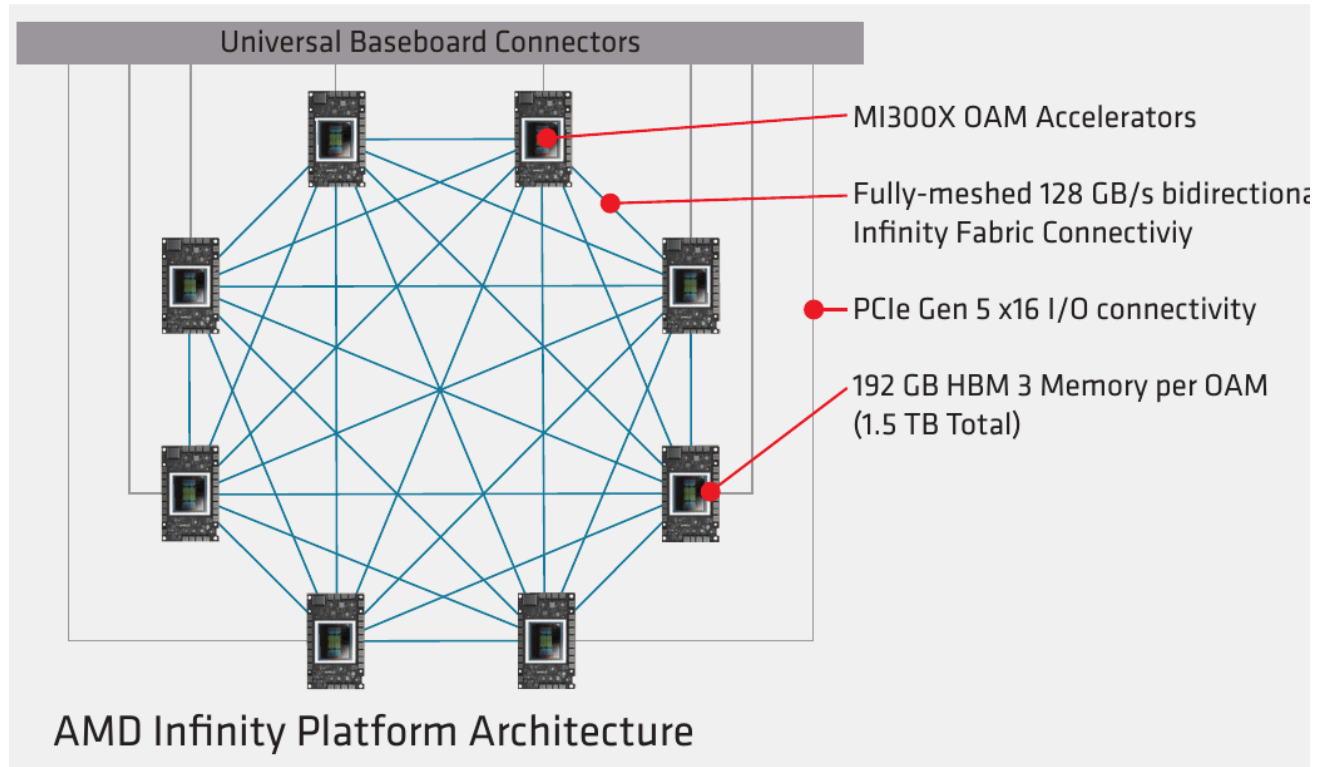 Universal Baseboard Connectors
MI300X OAM Accelerators
Fully-meshed 128 GB/s bidirectiona
Infinity Fabric Connectiviy
PCIe Gen 5 x16 I/O connectivity
192 GB HBM 3 Memory per OAM
(1.5 TB Total)
AMD Infinity Platform Architecture